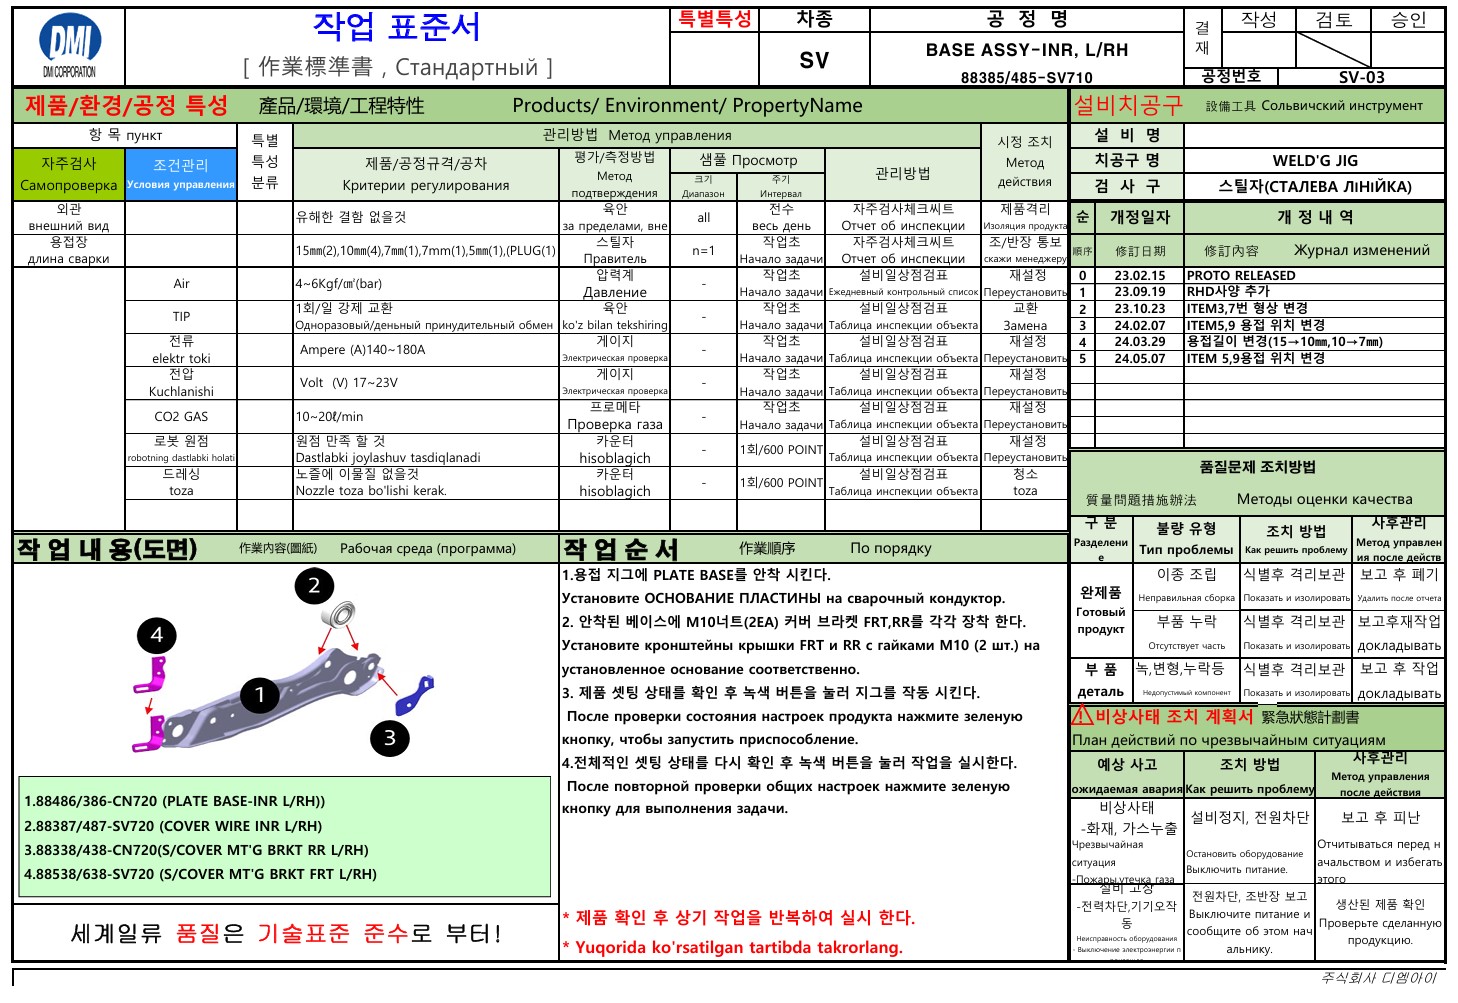 DMI
DMI CORPORATION
작업 표준서
[ 作業標準書 , Стандартный ]
특별특성
차종
SV
공 정 명
BASE ASSY-INR, L/RH
88385/485-SV710
결재
작성
검토
승인
공정번호
SV-03
제품/환경/공정 특성 產品/環境/工程特性 Products/ Environment/ PropertyName
항 목 пункт
특별
특성
분류
관리방법 Метод управления
시정 조치
Метод
действия
자주검사
Самопроверка
조건관리
Условия управления
제품/공정규격/공차
Критерии регулирования
평가/측정방법
Метод
подтверждения
샘풀 Просмотр
크기
Диапазон
주기
Интервал
관리방법
외관
внешний вид
유해한 결함 없을것
육안
за пределами, вне
all
전수
весь день
자주검사체크씨트
Отчет об инспекции
제품격리
Изоляция продукта
용접장
длина сварки
15㎜(2),10㎜(4),7㎜(1),7mm(1),5㎜(1),(PLUG(1)
스틸자
Правитель
n=1
작업초
Начало задачи
자주검사체크씨트
Отчет об инспекции
조/반장 통보
скажи менеджеру
Air
4~6Kgf/㎠(bar)
압력계
Давление
-
작업초
Начало задачи
설비일상점검표
Ежедневный контрольный список
재설정
Переустановить
TIP
1회/일 강제 교환
Одноразовый/деньный принудительный обмен
육안
ko'z bilan tekshiring
-
작업초
Начало задачи
설비일상점검표
Таблица инспекции объекта
교환
Замена
전류
elektr toki
Ampere (A)140~180A
게이지
Электрическая проверка
-
작업초
Начало задачи
설비일상점검표
Таблица инспекции объекта
재설정
Переустановить
전압
Kuchlanishi
Volt (V) 17~23V
게이지
Электрическая проверка
-
작업초
Начало задачи
설비일상점검표
Таблица инспекции объекта
재설정
Переустановить
CO2 GAS
10~20ℓ/min
프로메타
Проверка газа
-
작업초
Начало задачи
설비일상점검표
Таблица инспекции объекта
재설정
Переустановить
로봇 원점
robotning dastlabki holati
원점 만족 할 것
Dastlabki joylashuv tasdiqlanadi
카운터
hisoblagich
-
1회/600 POINT
설비일상점검표
Таблица инспекции объекта
재설정
Переустановить
드레싱
toza
노즐에 이물질 없을것
Nozzle toza bo'lishi kerak.
카운터
hisoblagich
-
1회/600 POINT
설비일상점검표
Таблица инспекции объекта
청소
toza
설비치공구 設備工具 Сольвичский инструмент
설 비 명
치공구 명
WELD'G JIG
검 사 구
스틸자(СТАЛЕВА ЛІНІЙКА)
순
개정일자
개 정 내 역
順序
修訂日期
修訂內容 Журнал изменений
0 23.02.15 PROTO RELEASED
1 23.09.19 RHD사양 추가
2 23.10.23 ITEM3,7번 형상 변경
3 24.02.07 ITEM5,9 용접 위치 변경
4 24.03.29 용접길이 변경(15→10㎜,10→7㎜)
5 24.05.07 ITEM 5,9용접 위치 변경
품질문제 조치방법
質量問題措施辦法 Методы оценки качества
구 분
Разделени
е
불량 유형
Тип проблемы
조치 방법
Как решить проблему
사후관리
Метод управлен
ия после действ
완제품
Готовый
продукт
이종 조립
Неправильная сборка
식별후 격리보관
Показать и изолировать
보고 후 폐기
Удалить после отчета
부품 누락
Отсутствует часть
식별후 격리보관
Показать и изолировать
보고후재작업
докладывать
부 품
деталь
녹,변형,누락등
Недопустимый компонент
식별후 격리보관
Показать и изолировать
보고 후 작업
докладывать
비상사태 조치 계획서 緊急狀態計劃書
План действий по чрезвычайным ситуациям
예상 사고
ожидаемая авария
조치 방법
Как решить проблему
사후관리
Метод управления
после действия
비상사태
-화재, 가스누출
Чрезвычайная
ситуация
-Пожары,утечка газа
설비정지, 전원차단
Остановить оборудование
Выключить питание.
보고 후 피난
Отчитываться перед н
ачальством и избегать
этого
설비 고장
-전력차단,기기오작
동
Неисправность оборудования
- Выключение электроэнергии п
전원차단, 조반장 보고
Выключите питание и
сообщите об этом нач
альнику.
생산된 제품 확인
Проверьте сделанную
продукцию.
작 업 내 용(도면) 作業內容(圖紙) Рабочая среда (программа)
2
4
1
3
1.88486/386-CN720 (PLATE BASE-INR L/RH))
2.88387/487-SV720 (COVER WIRE INR L/RH)
3.88338/438-CN720(S/COVER MT'G BRKT RR L/RH)
4.88538/638-SV720 (S/COVER MT'G BRKT FRT L/RH)
세계일류 품질은 기술표준 준수로 부터!
작 업 순 서 作業順序 По порядку
1.용접 지그에 PLATE BASE를 안착 시킨다.
Установите ОСНОВАНИЕ ПЛАСТИНЫ на сварочный кондуктор.
2. 안착된 베이스에 M10너트(2EA) 커버 브라켓 FRT,RR를 각각 장착 한다.
Установите кронштейны крышки FRT и RR с гайками M10 (2 шт.) на
установленное основание соответственно.
3. 제품 셋팅 상태를 확인 후 녹색 버튼을 눌러 지그를 작동 시킨다.
После проверки состояния настроек продукта нажмите зеленую
кнопку, чтобы запустить приспособление.
4.전체적인 셋팅 상태를 다시 확인 후 녹색 버튼을 눌러 작업을 실시한다.
После повторной проверки общих настроек нажмите зеленую
кнопку для выполнения задачи.
* 제품 확인 후 상기 작업을 반복하여 실시 한다.
* Yuqorida ko'rsatilgan tartibda takrorlang.
주식회사 디엠아이